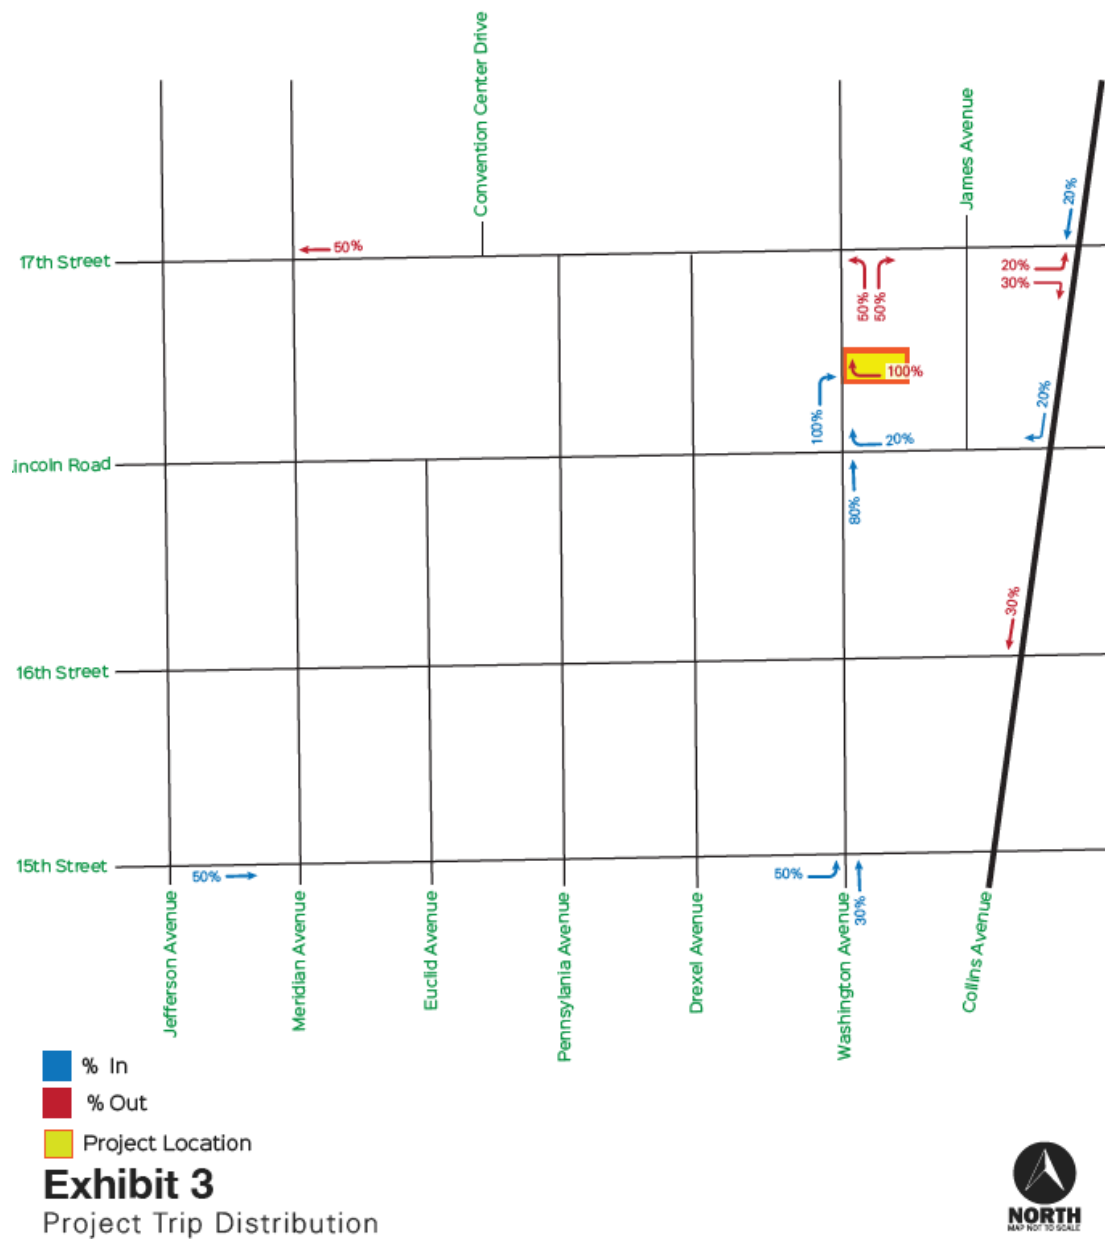 Convention Center Drive
James Avenue
20%
50%
17th Street
20%
30%
50%
50%
100%
20%
100%
20%
.incoln Road
80%
30%
16th Street
15th Street
50%
50%
30%
Jefferson Avenue
Meridian Avenue
Euclid Avenue
Pennsylania Avenue
Drexel Avenue
Washington Avenue
Collins Avenue
% In
% Out
Project Location
Exhibit 3
Project Trip Distribution
NORTH
MAP NOT TO SCALE